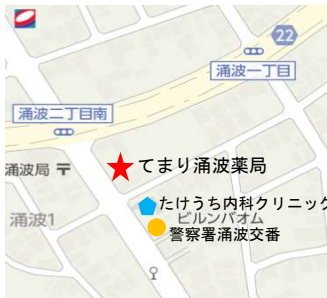 22
涌波一丁目
涌波二丁目南
涌波局
てまり涌波薬局
たけうち内科クリニック
涌波1
ビルンバオム
警察署涌波交番